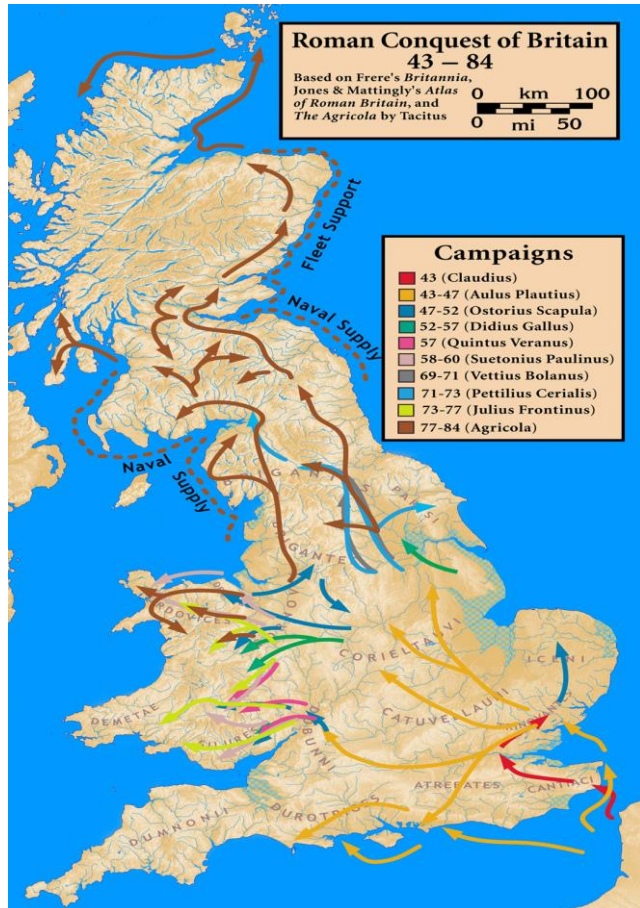 Roman Conquest of Britain
43 – 84
Based on Frere's Britannia,
Jones & Mattingly's Atlas
of Roman Britain, and
The Agricola by Tacitus
0 km 100
0 mi 50
Fleet Support
Naval Supply
Campaigns
43 (Claudius)
43-47 (Aulus Plautius)
47-52 (Ostorius Scapula)
52-57 (Didius Gallus)
57 (Quintus Veranus)
58-60 (Suetonius Paulinus)
69-71 (Vettius Bolanus)
71-73 (Pettilius Cerialis)
73-77 (Julius Frontinus)
77-84 (Agricola)
Naval
Supply
PARISI
CORIELTAUVI
ICENI
CATUVELLAUNI
DEMETAE
SILURES
ATREBATES
CANTIACI
DUROTRIGES
DUMNONII